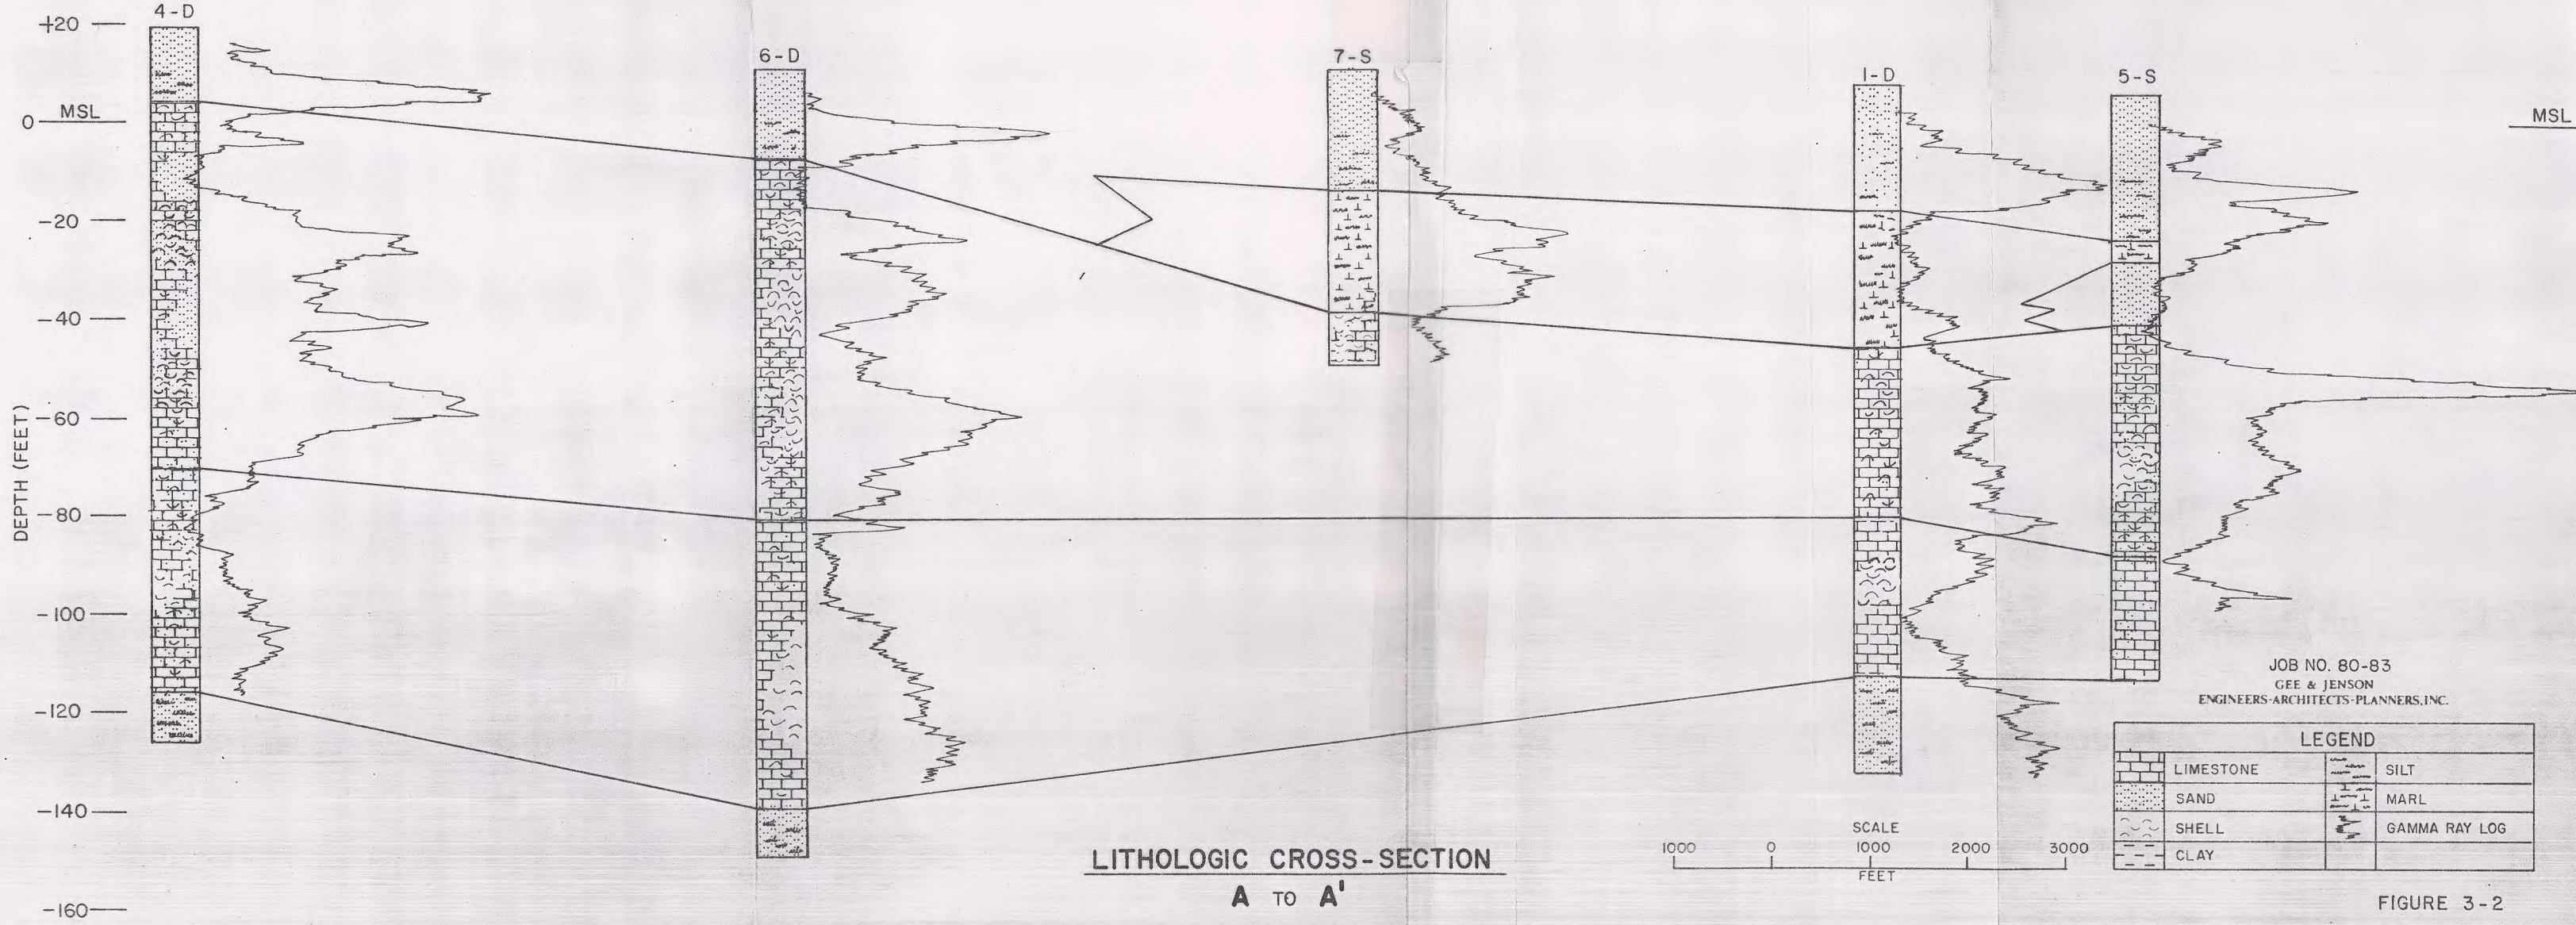 4-D
6-D
7-S
1-D
5-S
+20
0
MSL
MSL
-20
-40
-60
-80
-100
-120
-140
-160
DEPTH (FEET)
JOB NO. 80-83
GEE & JENSON
ENGINEERS-ARCHITECTS-PLANNERS, INC.
LEGEND
LIMESTONE
SILT
SAND
MARL
SHELL
GAMMA RAY LOG
CLAY
SCALE
1000 0 1000 2000 3000
FEET
LITHOLOGIC CROSS-SECTION
A TO A'
FIGURE 3-2